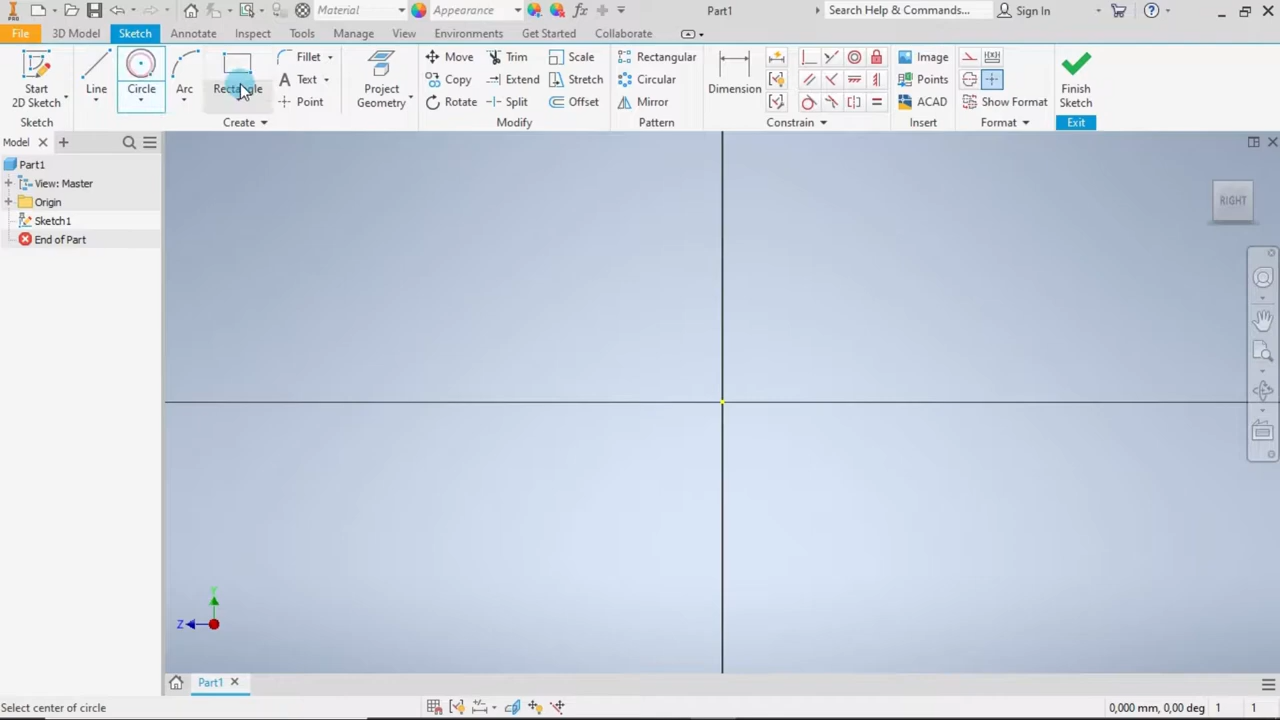 Material
Appearance
fx
Part1
Search Help & Commands...
Sign In
PRO
File
3D Model
Sketch
Annotate
Inspect
Tools
Manage
View
Environments
Get Started
Collaborate
Start
2D Sketch
Line
Circle
Arc
Rectangle
Fillet
Text
Point
Project
Geometry
Move
Copy
Rotate
Trim
Extend
Split
Scale
Stretch
Offset
Rectangular
Circular
Mirror
Dimension
Image
Points
ACAD
Show Format
Finish
Sketch
Sketch
Create
Modify
Pattern
Constrain
Insert
Format
Exit
Model
Part1
View: Master
Origin
Sketch1
End of Part
RIGHT
Y
Z
Part1
Select center of circle
0,000 mm, 0,00 deg
1
1